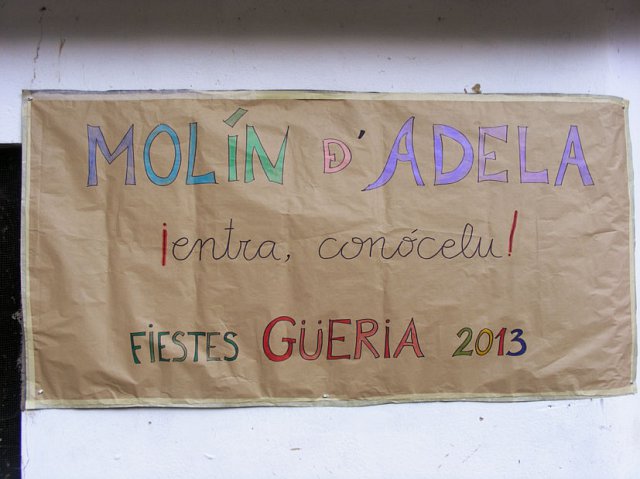 MOLÍN D'ADELA
¡entra, conócelu!
FIESTES GÜERIA 2013